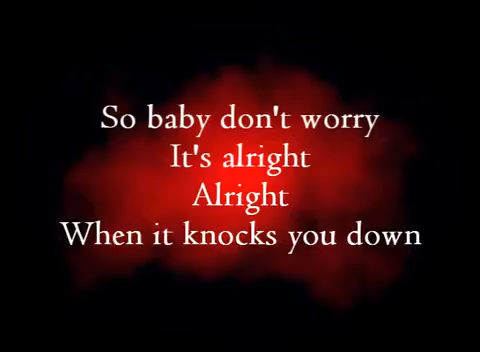 So baby don't worry
It's alright
Alright
When it knocks you down